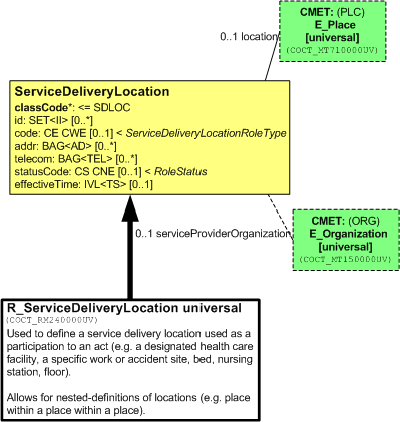 CMET: (PLC)
E_Place
[universal]
(COCT_MT710000UV)
0..1 location
ServiceDeliveryLocation
classCode*: <= SDLOC
id: SET<II> [0..*]
code: CE CWE [0..1] < ServiceDeliveryLocationRoleType
addr: BAG<AD> [0..*]
telecom: BAG<TEL> [0..*]
statusCode: CS CNE [0..1] < RoleStatus
effectiveTime: IVL<TS> [0..1]
0..1 serviceProviderOrganization
CMET: (ORG)
E_Organization
[universal]
(COCT_MT150000UV)
R_ServiceDeliveryLocation universal
(COCT_RM240000UV)
Used to define a service delivery location used as a
participation to an act (e.g. a designated health care
facility, a specific work or accident site, bed, nursing
station, floor).
Allows for nested-definitions of locations (e.g. place
within a place within a place).